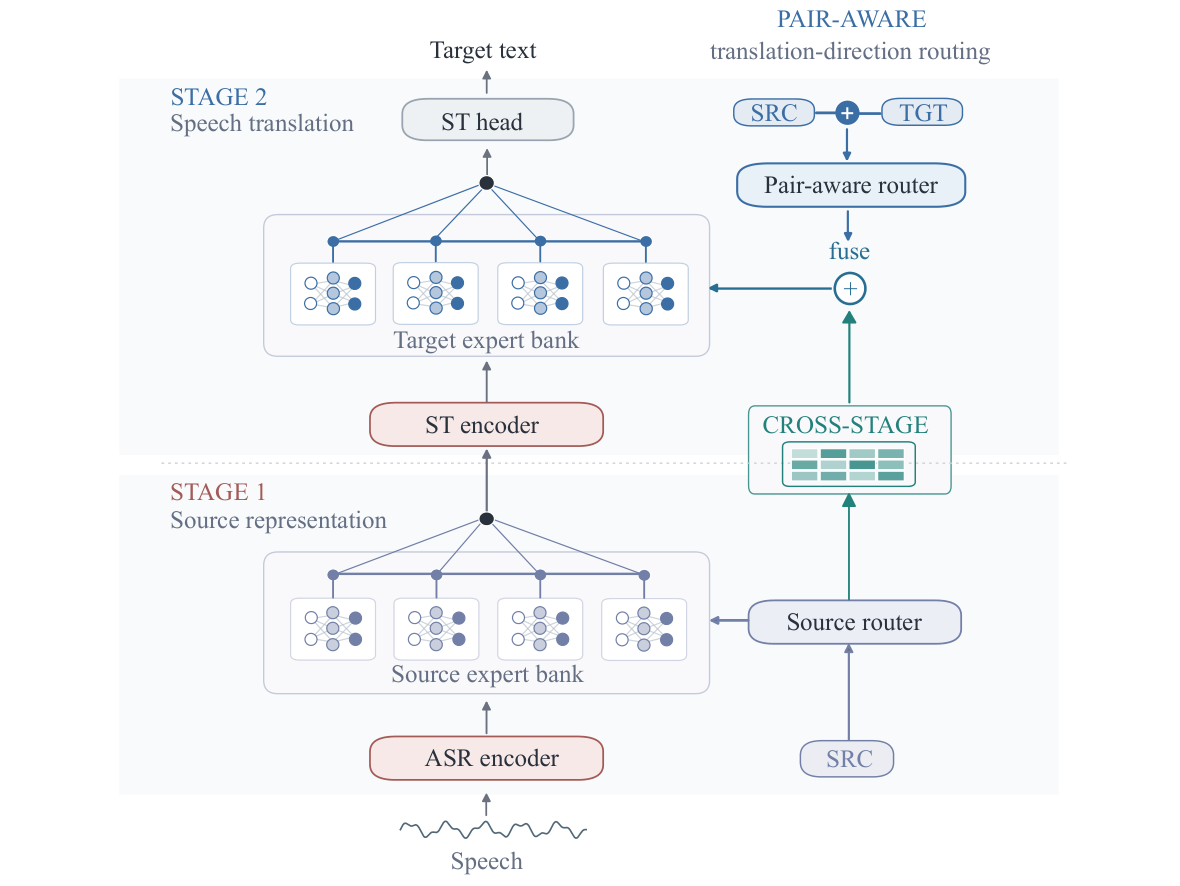 PAIR-AWARE
translation-direction routing
Target text
STAGE 2
Speech translation
ST head
SRC
+
TGT
Pair-aware router
fuse
+
Target expert bank
ST encoder
CROSS-STAGE
STAGE 1
Source representation
Source router
Source expert bank
ASR encoder
SRC
Speech